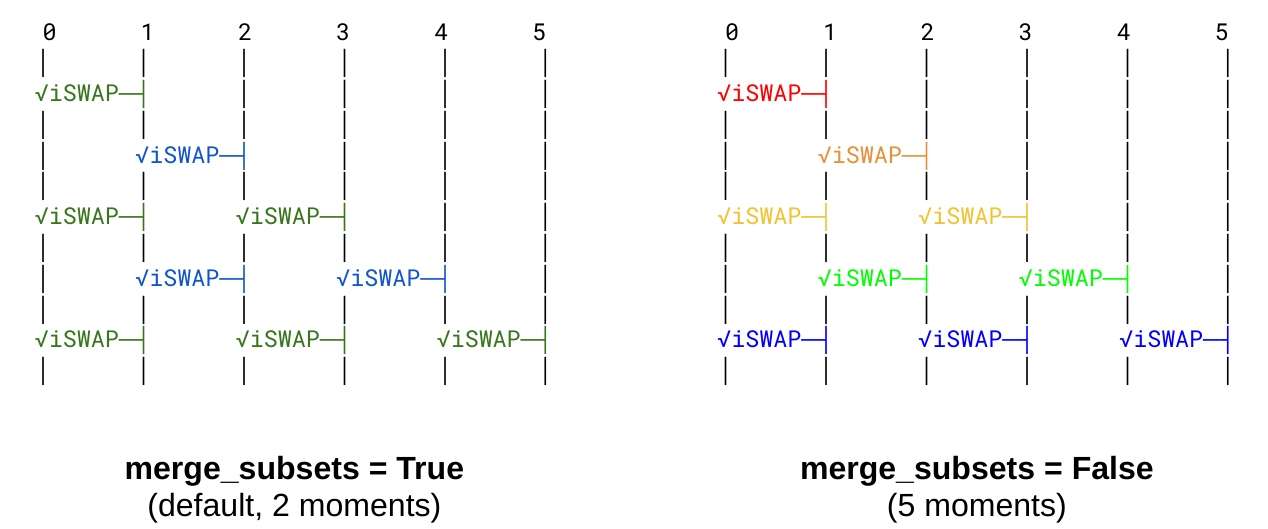 0 1 2 3 4 5 0 1 2 3 4 5
√iSWAP √iSWAP
√iSWAP √iSWAP
√iSWAP √iSWAP √iSWAP √iSWAP
√iSWAP √iSWAP √iSWAP √iSWAP
√iSWAP √iSWAP √iSWAP √iSWAP √iSWAP √iSWAP
merge_subsets = True merge_subsets = False
(default, 2 moments) (5 moments)